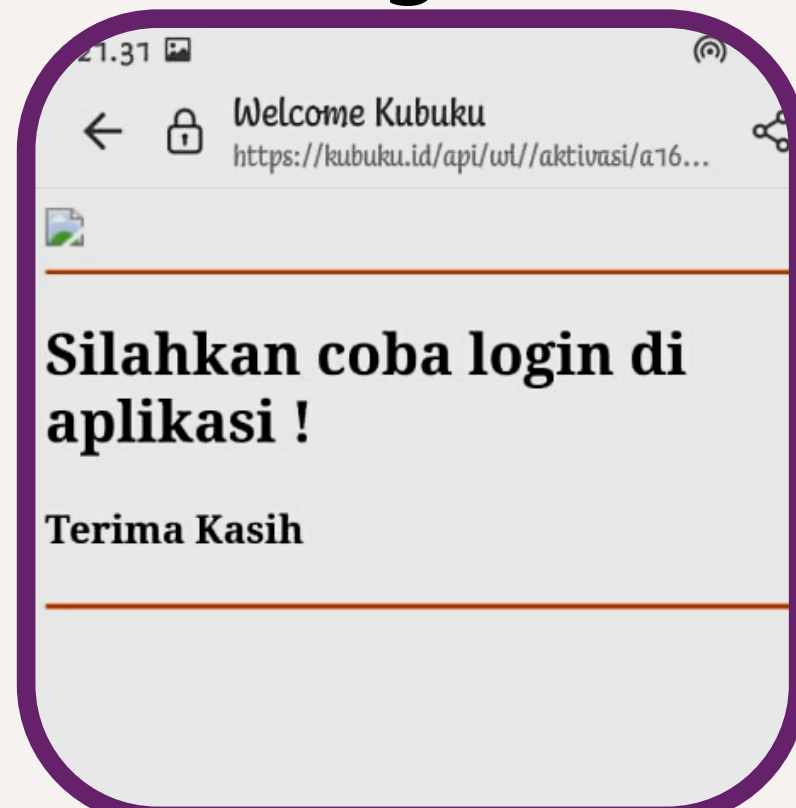 21.31
Welcome Kubuku
https://kubuku.id/api/wl//aktivasi/a16...
Silahkan coba login di
aplikasi !
Terima Kasih